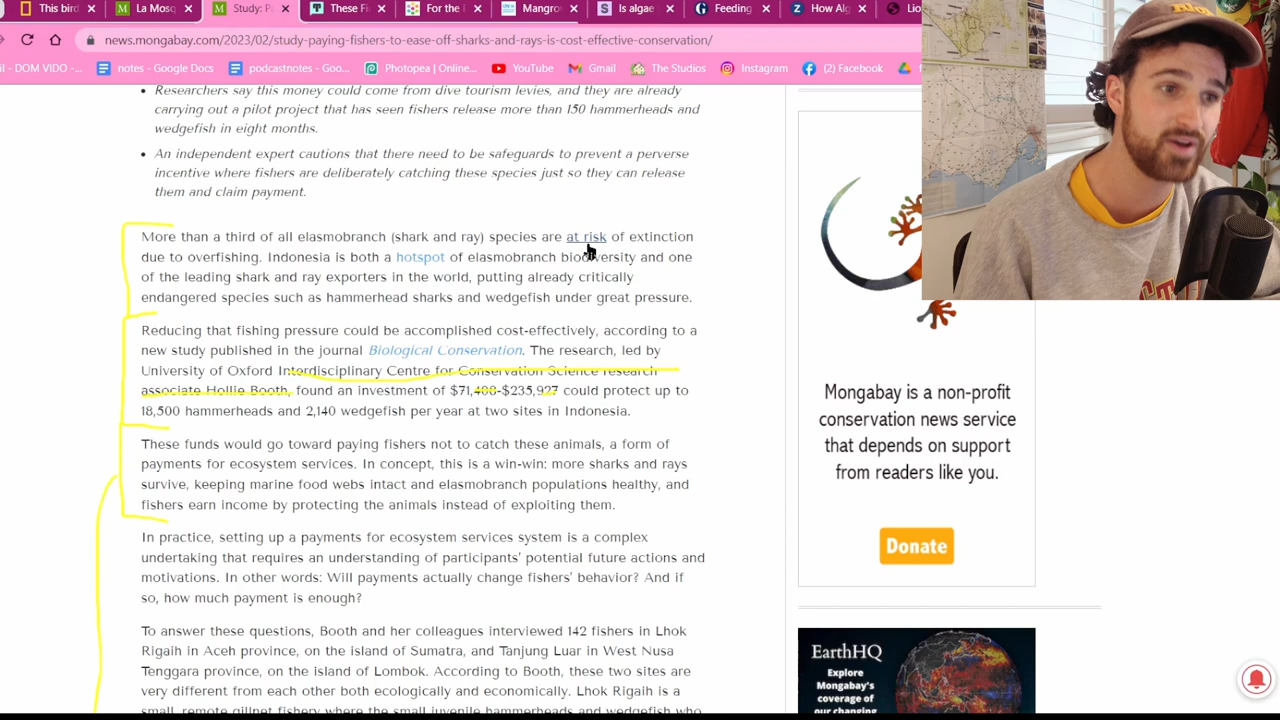 This bird
La Mosq
Study: Pa
These Fi
For the
Mangrov
Is algae
Feeding
How Alg
Lio
news.mongabay.com/2023/02/study-paying-fishers-to-ease-off-sharks-and-rays-is-cost-effective-conservation/
il - DOM VIDO -...
notes - Google Docs
podcastnotes - Goo...
Photopea | Online...
YouTube
Gmail
The Studios
Instagram
(2) Facebook
Researchers say this money could come from dive tourism levies, and they are already
carrying out a pilot project that has seen fishers release more than 150 hammerheads and
wedgefish in eight months.
An independent expert cautions that there need to be safeguards to prevent a perverse
incentive where fishers are deliberately catching these species just so they can release
them and claim payment.
More than a third of all elasmobranch (shark and ray) species are at risk of extinction
due to overfishing. Indonesia is both a hotspot of elasmobranch biodiversity and one
of the leading shark and ray exporters in the world, putting already critically
endangered species such as hammerhead sharks and wedgefish under great pressure.
Reducing that fishing pressure could be accomplished cost-effectively, according to a
new study published in the journal Biological Conservation. The research, led by
University of Oxford Interdisciplinary Centre for Conservation Science research
associate Hollie Booth, found an investment of $71,408-$235,927 could protect up to
18,500 hammerheads and 2,140 wedgefish per year at two sites in Indonesia.
These funds would go toward paying fishers not to catch these animals, a form of
payments for ecosystem services. In concept, this is a win-win: more sharks and rays
survive, keeping marine food webs intact and elasmobranch populations healthy, and
fishers earn income by protecting the animals instead of exploiting them.
In practice, setting up a payments for ecosystem services system is a complex
undertaking that requires an understanding of participants' potential future actions and
motivations. In other words: Will payments actually change fishers' behavior? And if
so, how much payment is enough?
To answer these questions, Booth and her colleagues interviewed 142 fishers in Lhok
Rigaih in Aceh province, on the island of Sumatra, and Tanjung Luar in West Nusa
Tenggara province, on the island of Lombok. According to Booth, these two sites are
very different from each other both ecologically and economically. Lhok Rigaih is a
remote gillnet fishery where the small juvenile hammerheads and wedgefish who
Mongabay is a non-profit
conservation news service
that depends on support
from readers like you.
Donate
EarthHQ
Explore
Mongabay's
coverage of
our changing